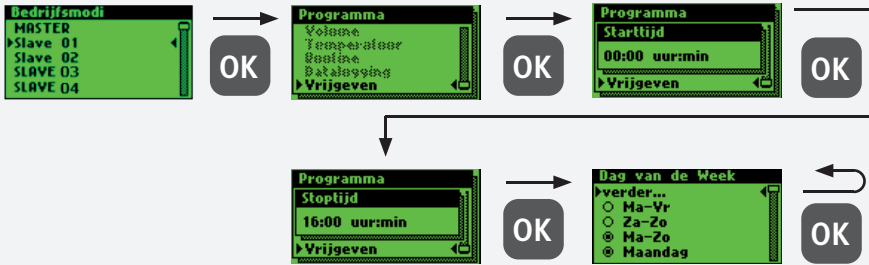 Bedrijfsmodi
MASTER
Slave 01
Slave 02
SLAVE 03
SLAVE 04
OK
Programma
Volume
Temperatuur
Routine
Datalogging
Vrijgeven
OK
Programma
Starttijd
00:00 uur:min
Vrijgeven
OK
Programma
Stoptijd
16:00 uur:min
Vrijgeven
OK
Dag van de Week
verder...
Ma-Vr
Za-Zo
Ma-Zo
Maandag
OK